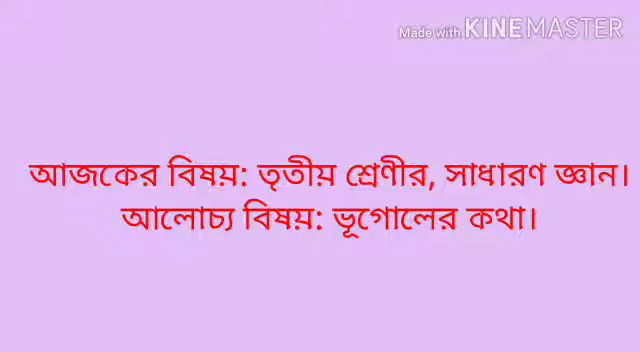 Made with KINEMASTER
আজকের বিষয়: তৃতীয় শ্রেণীর, সাধারণ জ্ঞান।
আলোচ্য বিষয়: ভূগোলের কথা।